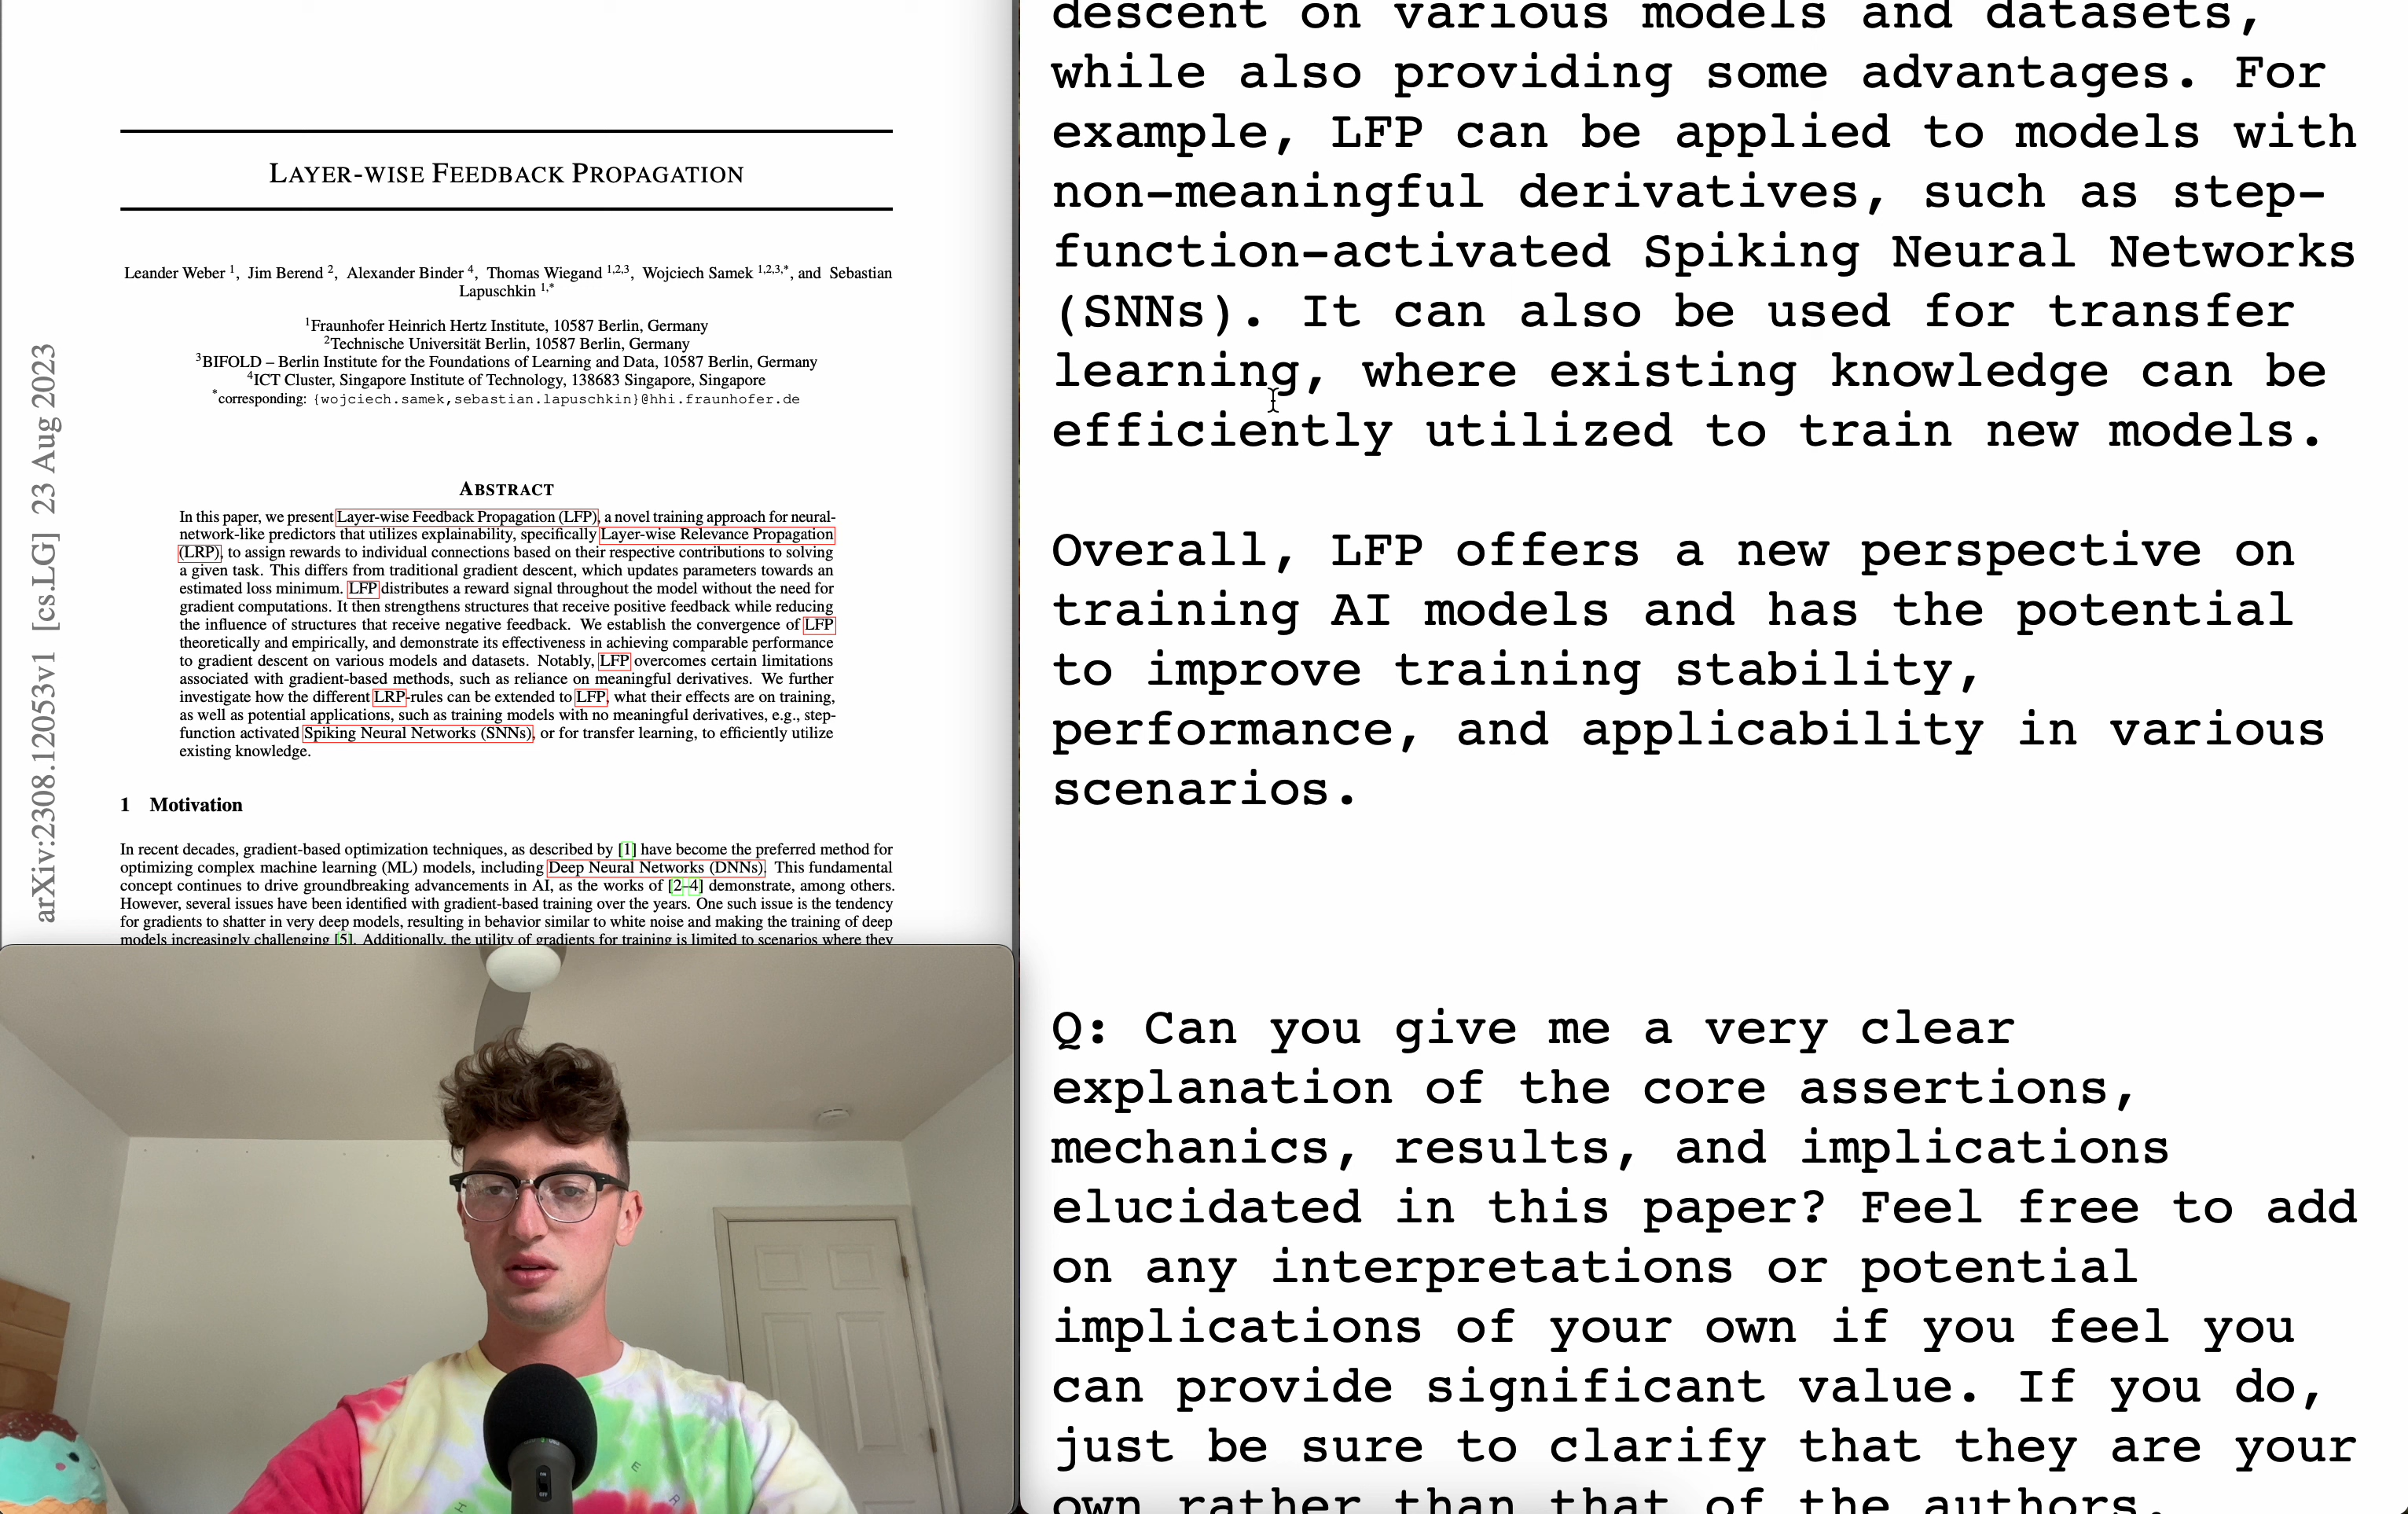 LAYER-WISE FEEDBACK PROPAGATION
Leander Weber 1, Jim Berend 2, Alexander Binder 4, Thomas Wiegand 1,2,3, Wojciech Samek 1,2,3,*, and Sebastian
Lapuschkin 1,*
1Fraunhofer Heinrich Hertz Institute, 10587 Berlin, Germany
2Technische Universität Berlin, 10587 Berlin, Germany
3BIFOLD – Berlin Institute for the Foundations of Learning and Data, 10587 Berlin, Germany
4ICT Cluster, Singapore Institute of Technology, 138683 Singapore, Singapore
*corresponding: {wojciech.samek,sebastian.lapuschkin}@hhi.fraunhofer.de
arXiv:2308.12053v1 [cs.LG] 23 Aug 2023
ABSTRACT
In this paper, we present Layer-wise Feedback Propagation (LFP), a novel training approach for neural-
network-like predictors that utilizes explainability, specifically Layer-wise Relevance Propagation
(LRP), to assign rewards to individual connections based on their respective contributions to solving
a given task. This differs from traditional gradient descent, which updates parameters towards an
estimated loss minimum. LFP distributes a reward signal throughout the model without the need for
gradient computations. It then strengthens structures that receive positive feedback while reducing
the influence of structures that receive negative feedback. We establish the convergence of LFP
theoretically and empirically, and demonstrate its effectiveness in achieving comparable performance
to gradient descent on various models and datasets. Notably, LFP overcomes certain limitations
associated with gradient-based methods, such as reliance on meaningful derivatives. We further
investigate how the different LRP-rules can be extended to LFP, what their effects are on training,
as well as potential applications, such as training models with no meaningful derivatives, e.g., step-
function activated Spiking Neural Networks (SNNs), or for transfer learning, to efficiently utilize
existing knowledge.
1 Motivation
In recent decades, gradient-based optimization techniques, as described by [1] have become the preferred method for
optimizing complex machine learning (ML) models, including Deep Neural Networks (DNNs). This fundamental
concept continues to drive groundbreaking advancements in AI, as the works of [2–4] demonstrate, among others.
However, several issues have been identified with gradient-based training over the years. One such issue is the tendency
for gradients to shatter in very deep models, resulting in behavior similar to white noise and making the training of deep
models increasingly challenging [5]. Additionally, the utility of gradients for training is limited to scenarios where they
descent on various models and datasets,
while also providing some advantages. For
example, LFP can be applied to models with
non-meaningful derivatives, such as step-
function-activated Spiking Neural Networks
(SNNs). It can also be used for transfer
learning, where existing knowledge can be
efficiently utilized to train new models.
Overall, LFP offers a new perspective on
training AI models and has the potential
to improve training stability,
performance, and applicability in various
scenarios.
Q: Can you give me a very clear
explanation of the core assertions,
mechanics, results, and implications
elucidated in this paper? Feel free to add
on any interpretations or potential
implications of your own if you feel you
can provide significant value. If you do,
just be sure to clarify that they are your
own rather than that of the authors.